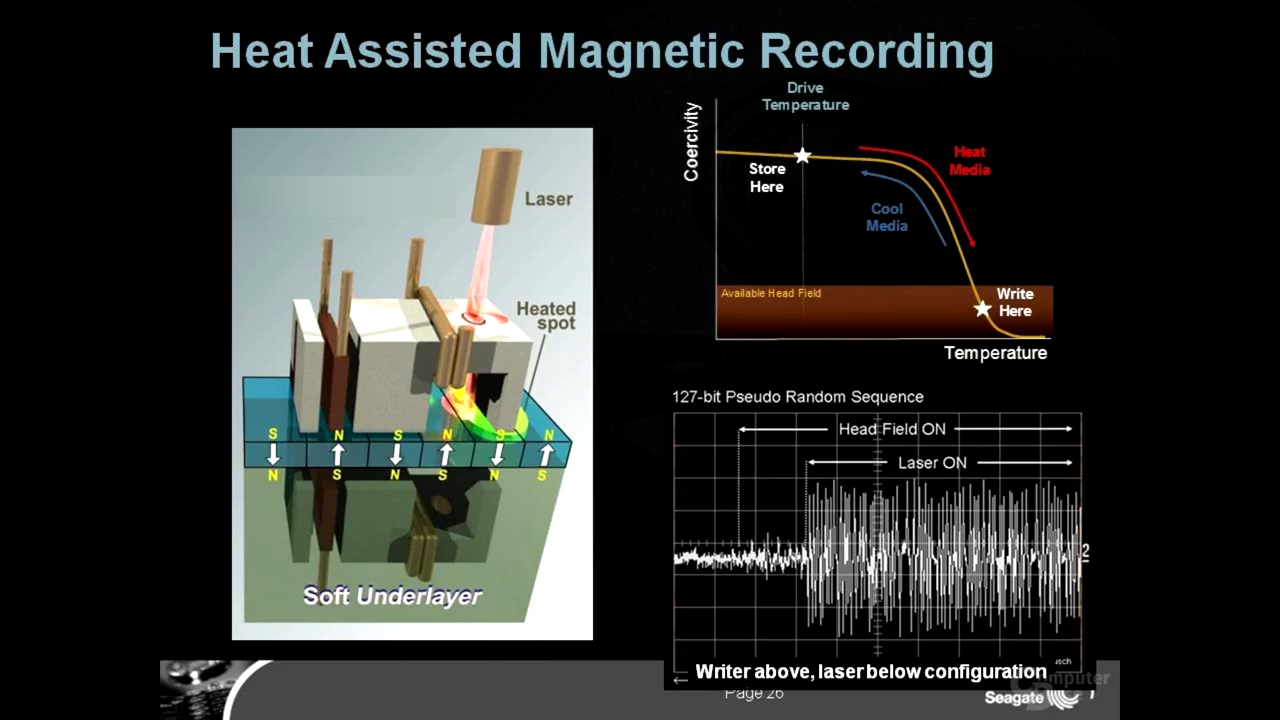 Heat Assisted Magnetic Recording
Laser
Heated
spot
S N S N S N
N S N S N S
Soft Underlayer
Drive
Temperature
Coercivity
Store
Here
Heat
Media
Cool
Media
Available Head Field
Write
Here
Temperature
127-bit Pseudo Random Sequence
Head Field ON
Laser ON
2
Writer above, laser below configuration
Page 26
Computer
Seagate